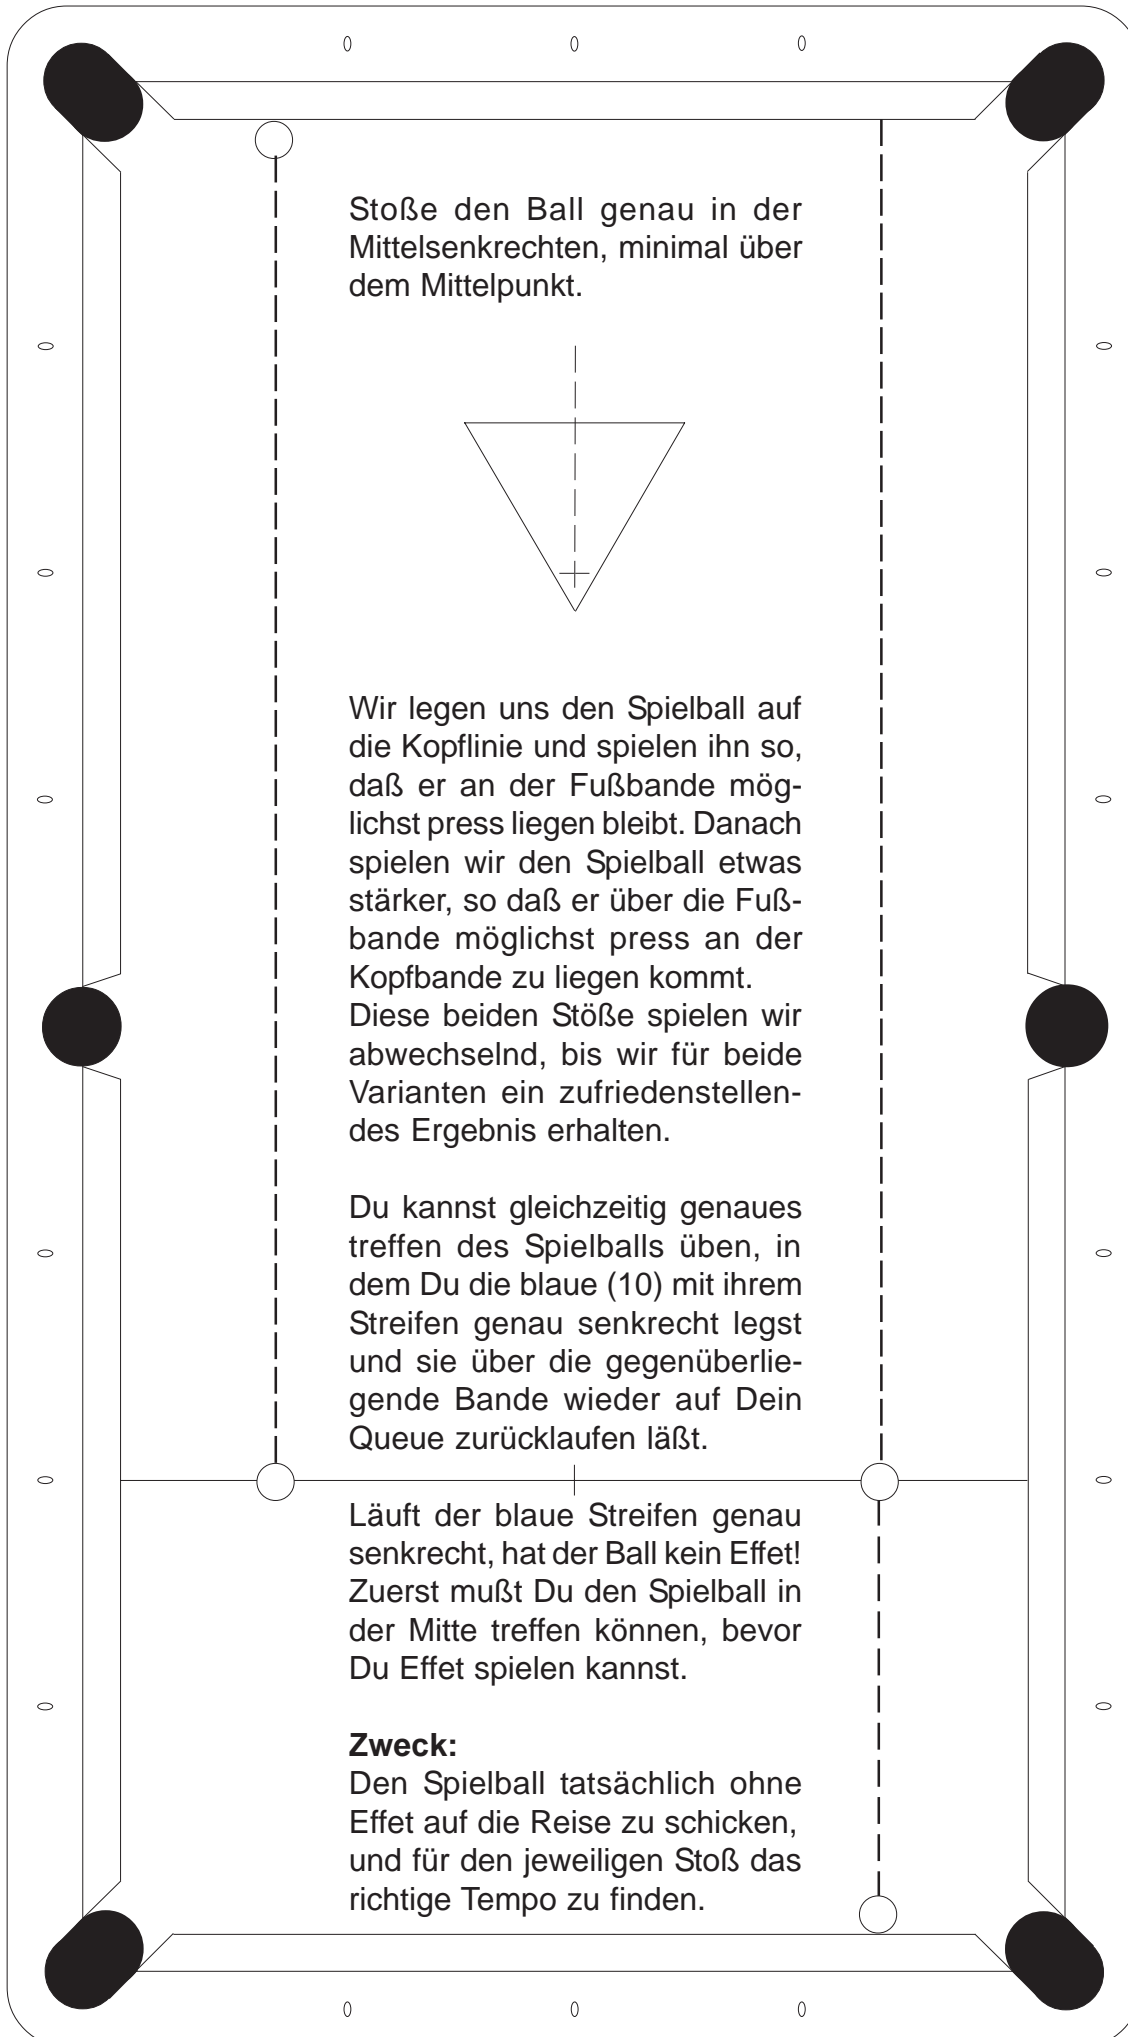 Stoße den Ball genau in der
Mittelsenkrechten, minimal über
dem Mittelpunkt.
Wir legen uns den Spielball auf
die Kopflinie und spielen ihn so,
daß er an der Fußbande mög-
lichst press liegen bleibt. Danach
spielen wir den Spielball etwas
stärker, so daß er über die Fuß-
bande möglichst press an der
Kopfbande zu liegen kommt.
Diese beiden Stöße spielen wir
abwechselnd, bis wir für beide
Varianten ein zufriedenstellen-
des Ergebnis erhalten.
Du kannst gleichzeitig genaues
treffen des Spielballs üben, in
dem Du die blaue (10) mit ihrem
Streifen genau senkrecht legst
und sie über die gegenüberlie-
gende Bande wieder auf Dein
Queue zurücklaufen läßt.
Läuft der blaue Streifen genau
senkrecht, hat der Ball kein Effet!
Zuerst mußt Du den Spielball in
der Mitte treffen können, bevor
Du Effet spielen kannst.
Zweck:
Den Spielball tatsächlich ohne
Effet auf die Reise zu schicken,
und für den jeweiligen Stoß das
richtige Tempo zu finden.